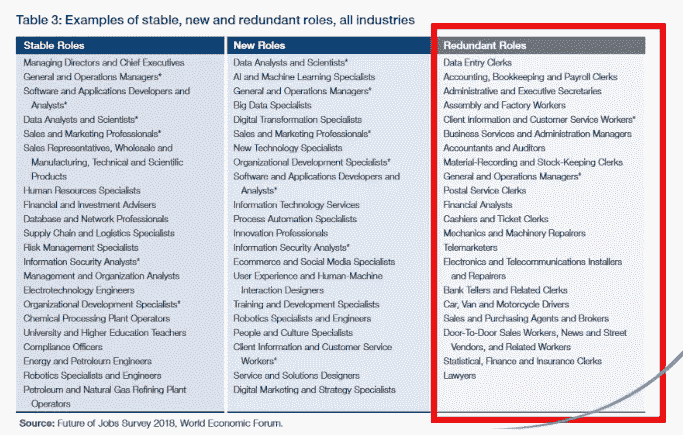 Table 3: Examples of stable, new and redundant roles, all industries
Stable Roles
Managing Directors and Chief Executives
General and Operations Managers*
Software and Applications Developers and
Analysts*
Data Analysts and Scientists*
Sales and Marketing Professionals*
Sales Representatives, Wholesale and
Manufacturing, Technical and Scientific
Products
Human Resources Specialists
Financial and Investment Advisers
Database and Network Professionals
Supply Chain and Logistics Specialists
Risk Management Specialists
Information Security Analysts*
Management and Organization Analysts
Electrotechnology Engineers
Organizational Development Specialists*
Chemical Processing Plant Operators
University and Higher Education Teachers
Compliance Officers
Energy and Petroleum Engineers
Robotics Specialists and Engineers
Petroleum and Natural Gas Refining Plant
Operators
New Roles
Data Analysts and Scientists*
AI and Machine Learning Specialists
General and Operations Managers*
Big Data Specialists
Digital Transformation Specialists
Sales and Marketing Professionals*
New Technology Specialists
Organizational Development Specialists*
Software and Applications Developers and
Analysts*
Information Technology Services
Process Automation Specialists
Innovation Professionals
Information Security Analysts*
Ecommerce and Social Media Specialists
User Experience and Human-Machine
Interaction Designers
Training and Development Specialists
Robotics Specialists and Engineers
People and Culture Specialists
Client Information and Customer Service
Workers*
Service and Solutions Designers
Digital Marketing and Strategy Specialists
Redundant Roles
Data Entry Clerks
Accounting, Bookkeeping and Payroll Clerks
Administrative and Executive Secretaries
Assembly and Factory Workers
Client Information and Customer Service Workers*
Business Services and Administration Managers
Accountants and Auditors
Material-Recording and Stock-Keeping Clerks
General and Operations Managers*
Postal Service Clerks
Financial Analysts
Cashiers and Ticket Clerks
Mechanics and Machinery Repairers
Telemarketers
Electronics and Telecommunications Installers
and Repairers
Bank Tellers and Related Clerks
Car, Van and Motorcycle Drivers
Sales and Purchasing Agents and Brokers
Door-To-Door Sales Workers, News and Street
Vendors, and Related Workers
Statistical, Finance and Insurance Clerks
Lawyers
Source: Future of Jobs Survey 2018, World Economic Forum.